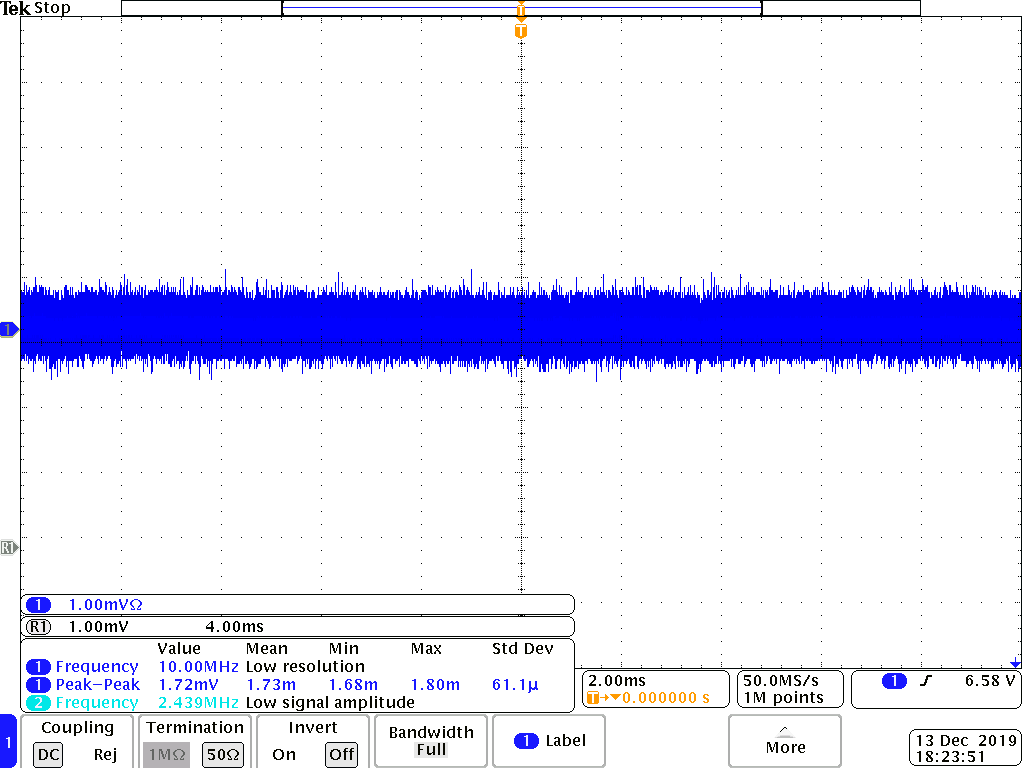 Tek Stop
T
T
1
R1
1 1.00mVΩ
R1 1.00mV 4.00ms
Value Mean Min Max Std Dev
1 Frequency 10.00MHz Low resolution
1 Peak−Peak 1.72mV 1.73m 1.68m 1.80m 61.1μ
2 Frequency 2.439MHz Low signal amplitude
2.00ms
T→▼0.000000 s
50.0MS/s
1M points
1 ƒ 6.58 V
1
Coupling
DC Rej
Termination
1MΩ 50Ω
Invert
On Off
Bandwidth
Full
1 Label
More
13 Dec 2019
18:23:51